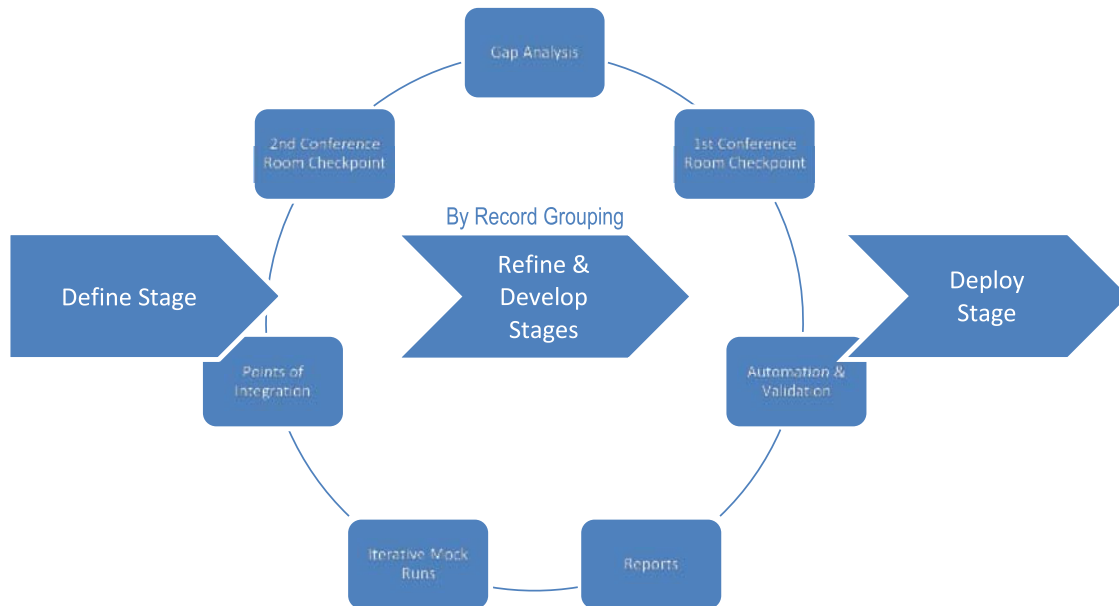 Gap Analysis
2nd Conference
Room Checkpoint
1st Conference
Room Checkpoint
By Record Grouping
Define Stage
Refine &
Develop
Stages
Deploy
Stage
Points of
Integration
Automation &
Validation
Iterative Mock
Runs
Reports